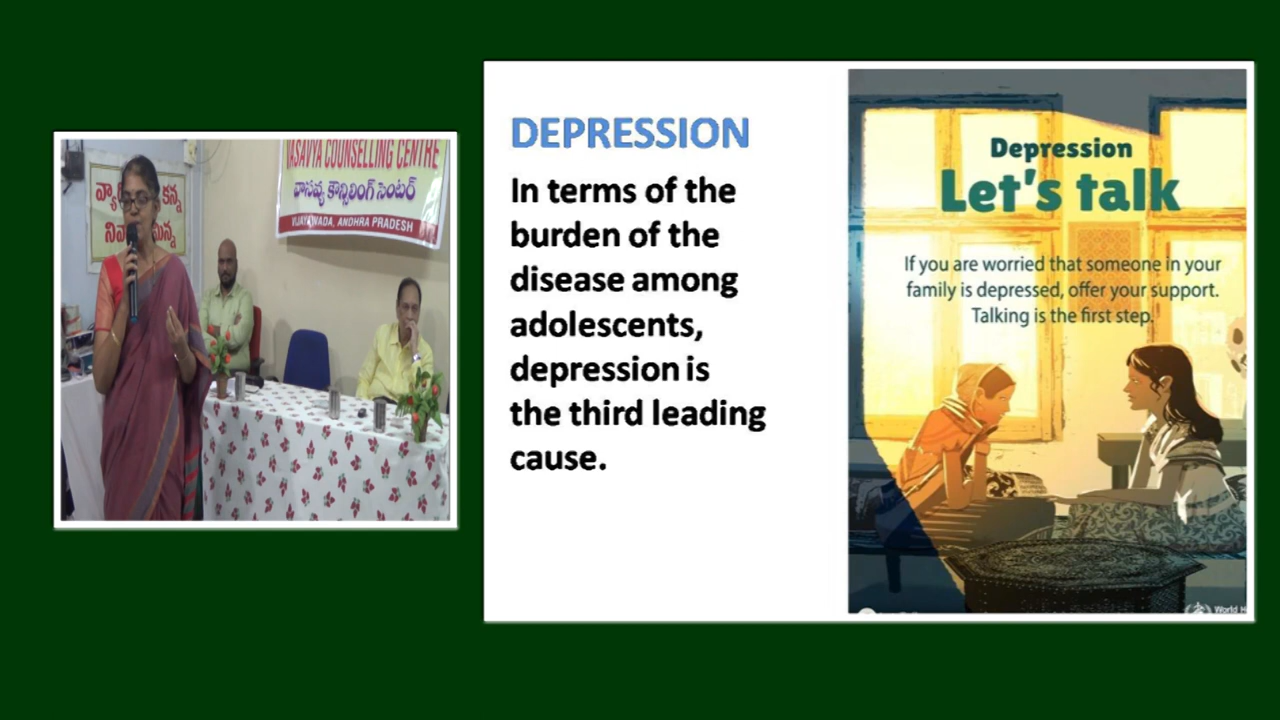 వాసవ్య కౌన్సిలింగ్ సెంటర్
COUNSELLING CENTRE
ANDHRA PRADESH
DEPRESSION
In terms of the
burden of the
disease among
adolescents,
depression is
the third leading
cause.
Depression
Let's talk
If you are worried that someone in your
family is depressed, offer your support.
Talking is the first step.
World